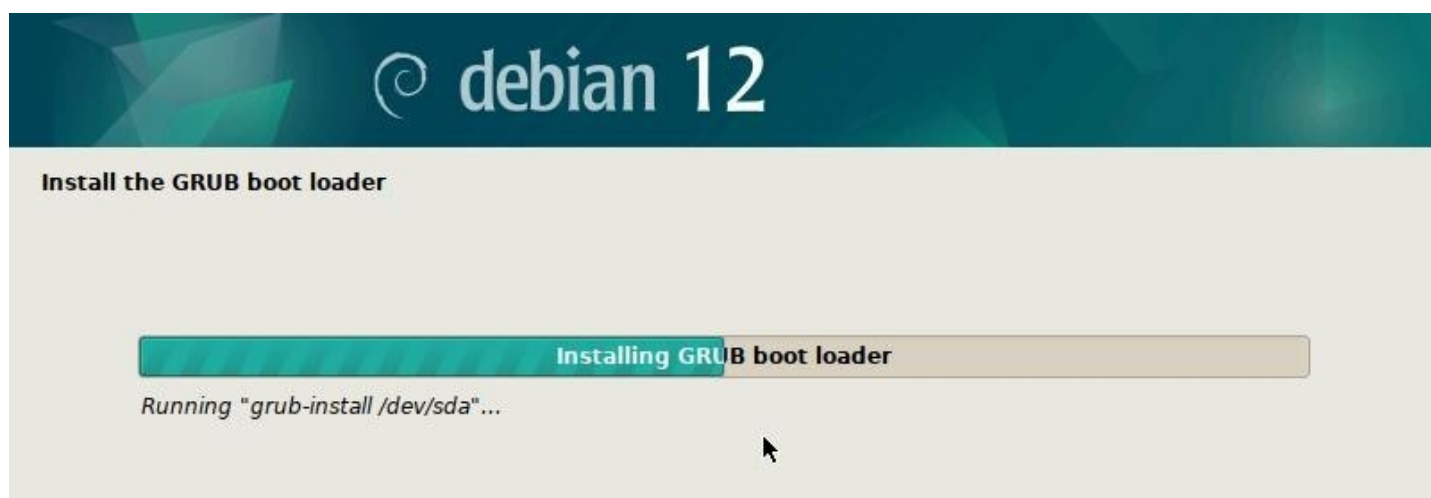 debian 12
Install the GRUB boot loader
Installing GRUB boot loader
Running "grub-install /dev/sda"...